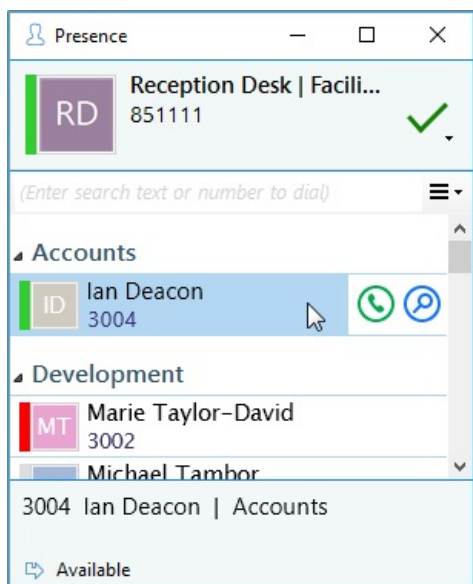 Presence
RD
Reception Desk | Facili...
851111
(Enter search text or number to dial)
Accounts
ID
Ian Deacon
3004
Development
MT
Marie Taylor-David
3002
Michael Tambor
3004 Ian Deacon | Accounts
Available